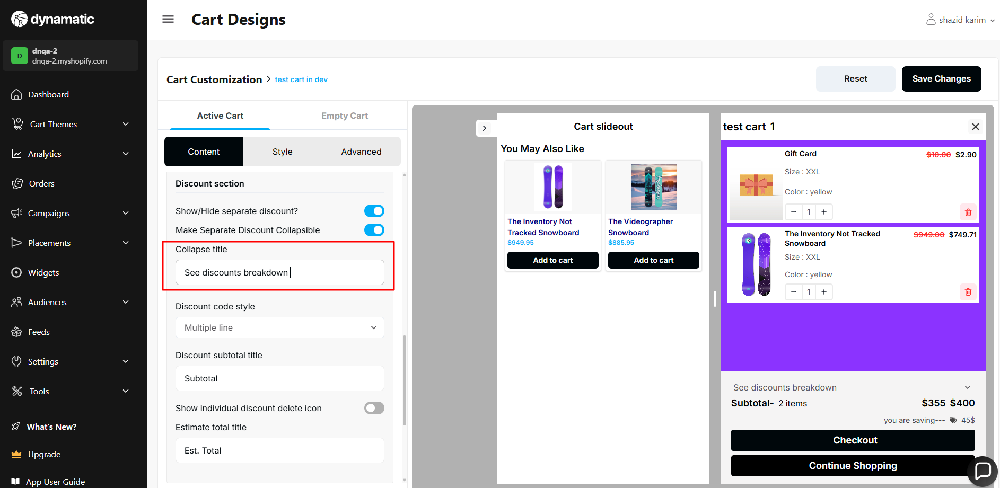 dynamatic
D
dnqa-2
dnqa-2.myshopify.com
Dashboard
Cart Themes
Analytics
Orders
Campaigns
Placements
Widgets
Audiences
Feeds
Settings
Tools
What's New?
Upgrade
App User Guide
Cart Designs
shazid karim
Cart Customization > test cart in dev
Reset
Save Changes
Active Cart
Empty Cart
Content
Style
Advanced
Discount section
Show/Hide separate discount?
Make Separate Discount Collapsible
Collapse title
See discounts breakdown
Discount code style
Multiple line
Discount subtotal title
Subtotal
Show individual discount delete icon
Estimate total title
Est. Total
Cart slideout
You May Also Like
The Inventory Not
Tracked Snowboard
$949.95
Add to cart
The Videographer
Snowboard
$885.95
Add to cart
test cart 1
Gift Card
$10.00 $2.90
Size : XXL
Color : yellow
− 1 +
The Inventory Not Tracked
Snowboard
$949.00 $749.71
Size : XXL
Color : yellow
− 1 +
See discounts breakdown
Subtotal- 2 items
$355 $400
you are saving--- 45$
Checkout
Continue Shopping